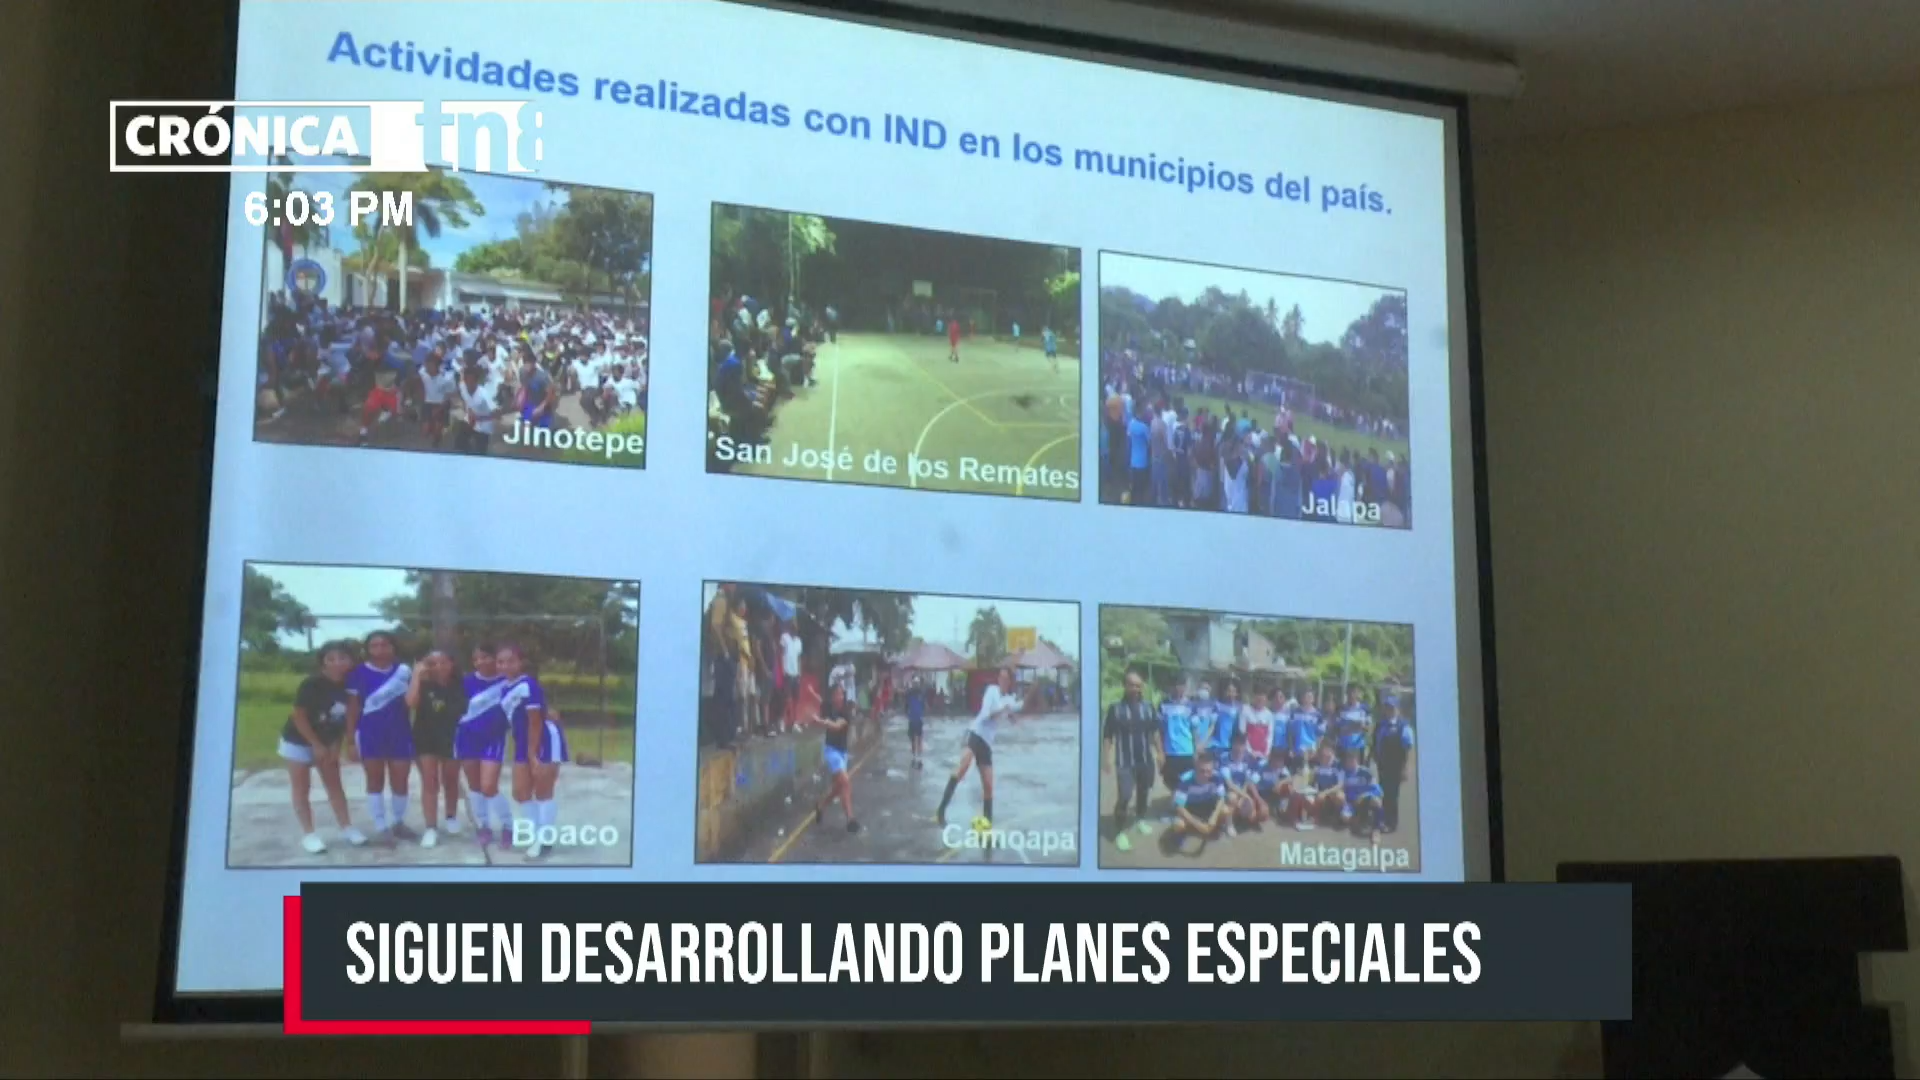 Actividades realizadas con IND en los municipios del país.
CRÓNICA tn8
6:03 PM
Jinotepe
San José de los Remates
Jalapa
Boaco
Camoapa
Matagalpa
SIGUEN DESARROLLANDO PLANES ESPECIALES